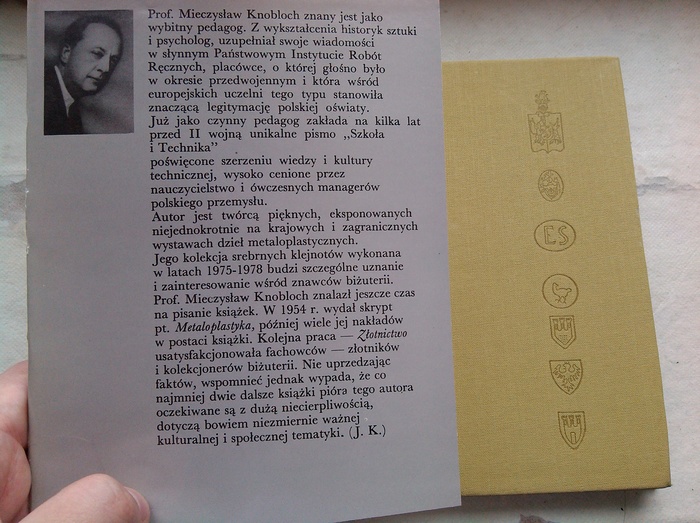 Prof. Mieczysław Knobloch znany jest jako
wybitny pedagog. Z wykształcenia historyk sztuki
i psycholog, uzupełniał swoje wiadomości
w słynnym Państwowym Instytucie Robót
Ręcznych, placówce, o której głośno było
w okresie przedwojennym i która wśród
europejskich uczelni tego typu stanowiła
znaczącą legitymację polskiej oświaty.
Już jako czynny pedagog zakłada na kilka lat
przed II wojną unikalne pismo „Szkoła
i Technika”
poświęcone szerzeniu wiedzy i kultury
technicznej, wysoko cenione przez
nauczycielstwo i ówczesnych managerów
polskiego przemysłu.
Autor jest twórcą pięknych, eksponowanych
niejednokrotnie na krajowych i zagranicznych
wystawach dzieł metaloplastycznych.
Jego kolekcja srebrnych klejnotów wykonana
w latach 1975-1978 budzi szczególne uznanie
i zainteresowanie wśród znawców biżuterii.
Prof. Mieczysław Knobloch znalazł jeszcze czas
na pisanie książek. W 1954 r. wydał skrypt
pt. Metaloplastyka, później wiele jej nakładów
w postaci książki. Kolejna praca — Złotnictwo
usatysfakcjonowała fachowców — złotników
i kolekcjonerów biżuterii. Nie uprzedzając
faktów, wspomnieć jednak wypada, że co
najmniej dwie dalsze książki pióra tego autora
oczekiwane są z dużą niecierpliwością,
dotyczą bowiem niezmiernie ważnej
kulturalnej i społecznej tematyki. (J. K.)
ES